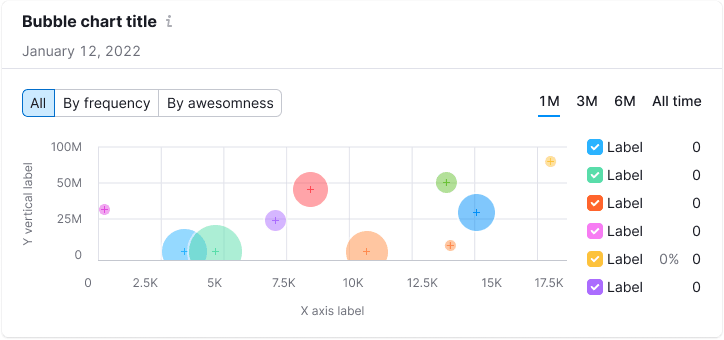 Bubble chart title i
January 12, 2022
All By frequency By awesomness
1M 3M 6M All time
100M
50M
25M
0
Y vertical label
0 2.5K 5K 7.5K 10K 12.5K 15K 17.5K
X axis label
Label 0
Label 0
Label 0
Label 0
Label 0% 0
Label 0